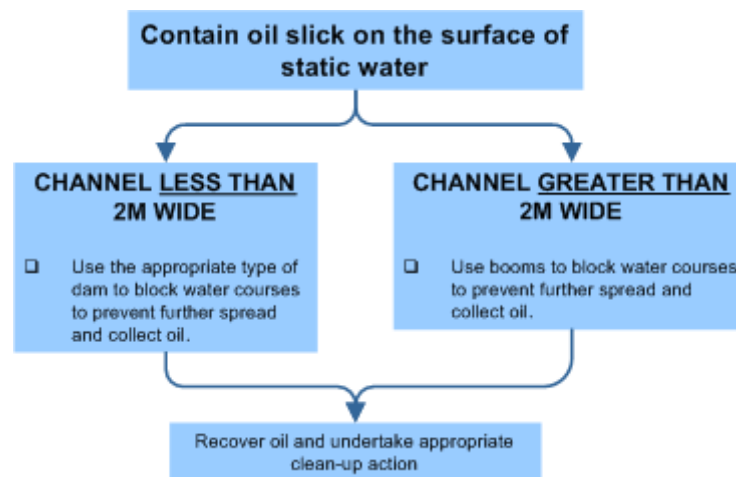 Contain oil slick on the surface of
static water
CHANNEL LESS THAN
2M WIDE
❑ Use the appropriate type of
dam to block water courses
to prevent further spread
and collect oil.
CHANNEL GREATER THAN
2M WIDE
❑ Use booms to block water courses
to prevent further spread and
collect oil.
Recover oil and undertake appropriate
clean-up action